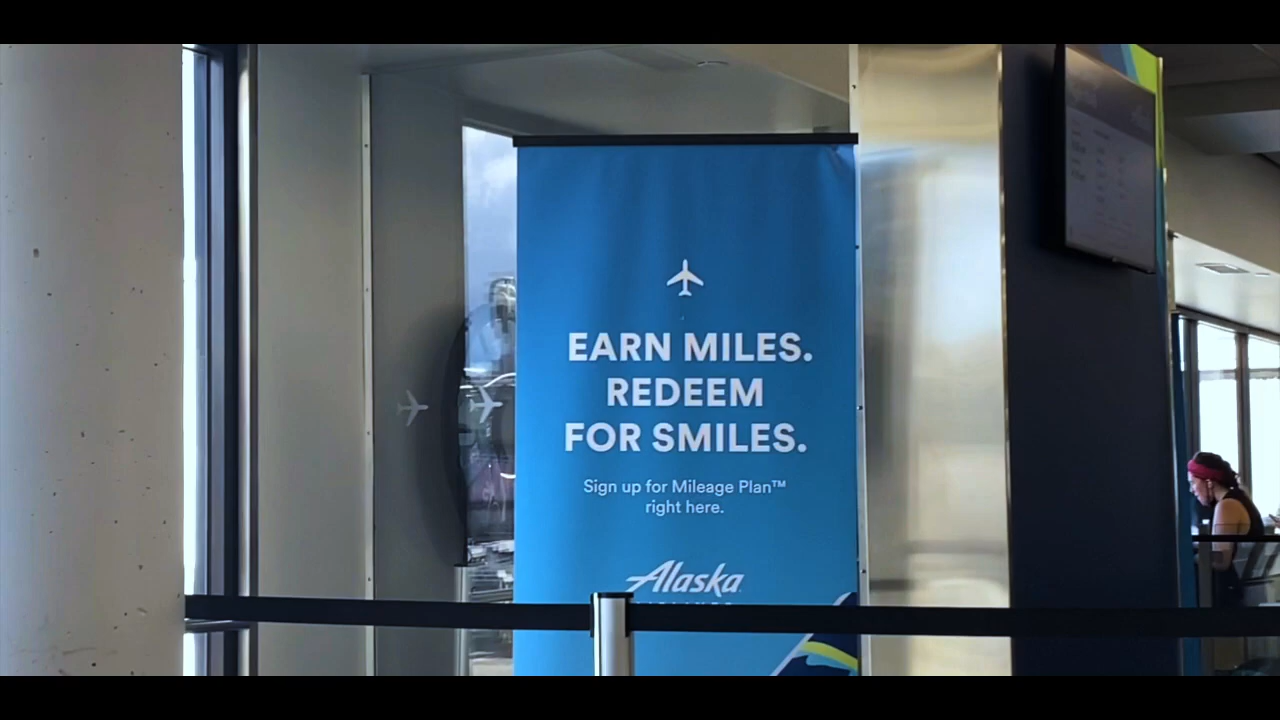 EARN MILES.
REDEEM
FOR SMILES.
Sign up for Mileage Plan™
right here.
Alaska